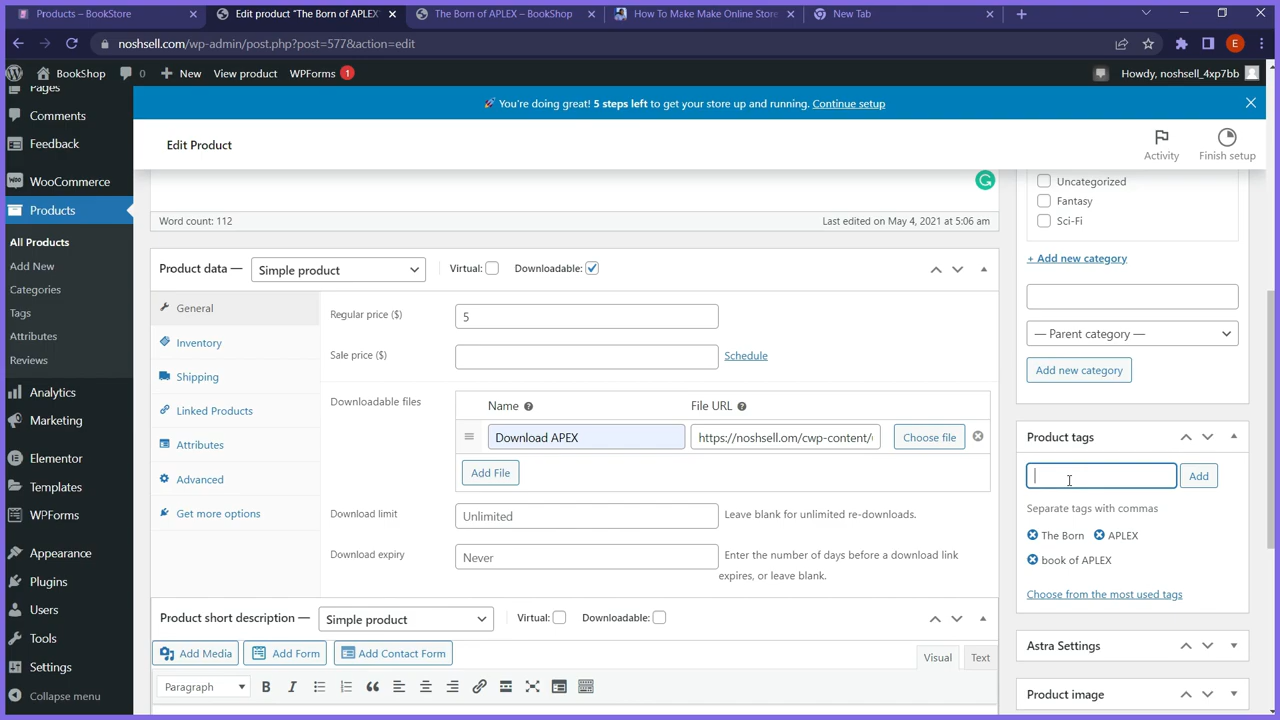 Products – BookStore
Edit product "The Born of APLEX"
The Born of APLEX – BookShop
How To Make Make Online Store
New Tab
noshsell.com/wp-admin/post.php?post=577&action=edit
E
BookShop
0
New
View product
WPForms
1
Howdy, noshsell_4xp7bb
Pages
Comments
Feedback
WooCommerce
Products
All Products
Add New
Categories
Tags
Attributes
Reviews
Analytics
Marketing
Elementor
Templates
WPForms
Appearance
Plugins
Users
Tools
Settings
Collapse menu
🚀 You're doing great! 5 steps left to get your store up and running. Continue setup
Edit Product
Activity
Finish setup
Word count: 112
Last edited on May 4, 2021 at 5:06 am
Product data —
Simple product
Virtual:
Downloadable:
General
Inventory
Shipping
Linked Products
Attributes
Advanced
Get more options
Regular price ($)
5
Sale price ($)
Schedule
Downloadable files
Name
File URL
Download APEX
https://noshsell.om/cwp-content/
Choose file
Add File
Download limit
Unlimited
Leave blank for unlimited re-downloads.
Download expiry
Never
Enter the number of days before a download link
expires, or leave blank.
Product short description —
Simple product
Virtual:
Downloadable:
Add Media
Add Form
Add Contact Form
Visual
Text
Paragraph
Uncategorized
Fantasy
Sci-Fi
+ Add new category
— Parent category —
Add new category
Product tags
Add
Separate tags with commas
The Born
APLEX
book of APLEX
Choose from the most used tags
Astra Settings
Product image